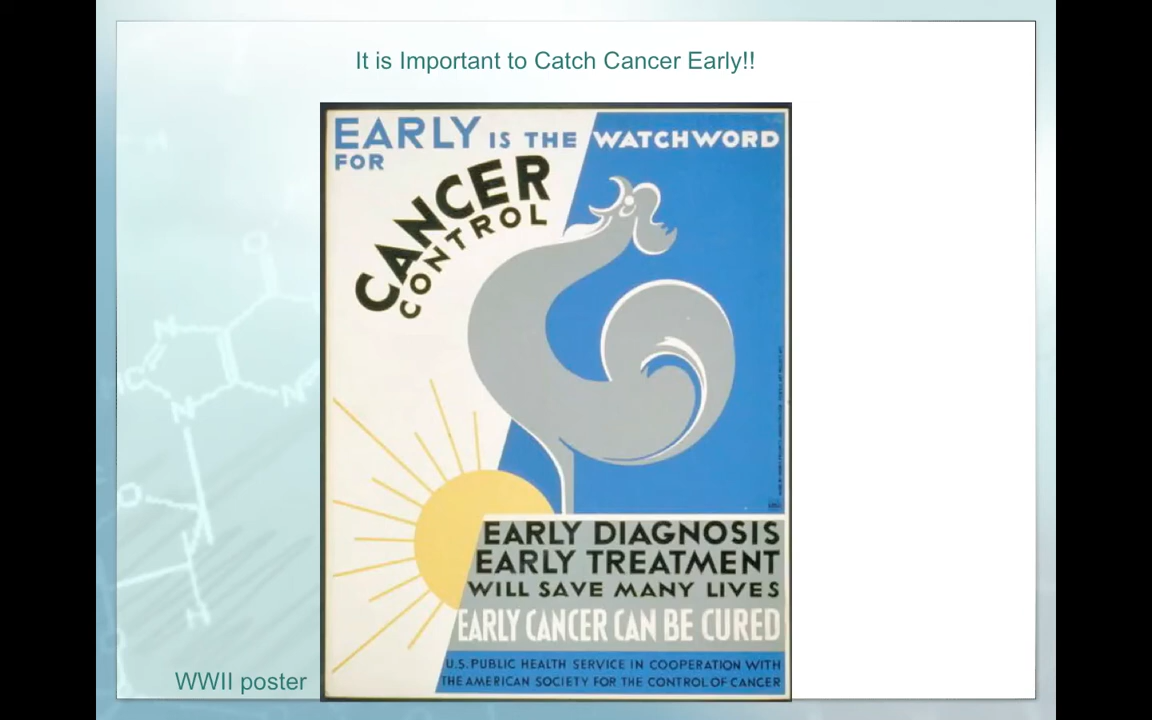 It is Important to Catch Cancer Early!!
EARLY IS THE WATCHWORD
FOR
CANCER
CONTROL
EARLY DIAGNOSIS
EARLY TREATMENT
WILL SAVE MANY LIVES
EARLY CANCER CAN BE CURED
U.S. PUBLIC HEALTH SERVICE IN COOPERATION WITH
THE AMERICAN SOCIETY FOR THE CONTROL OF CANCER
WWII poster